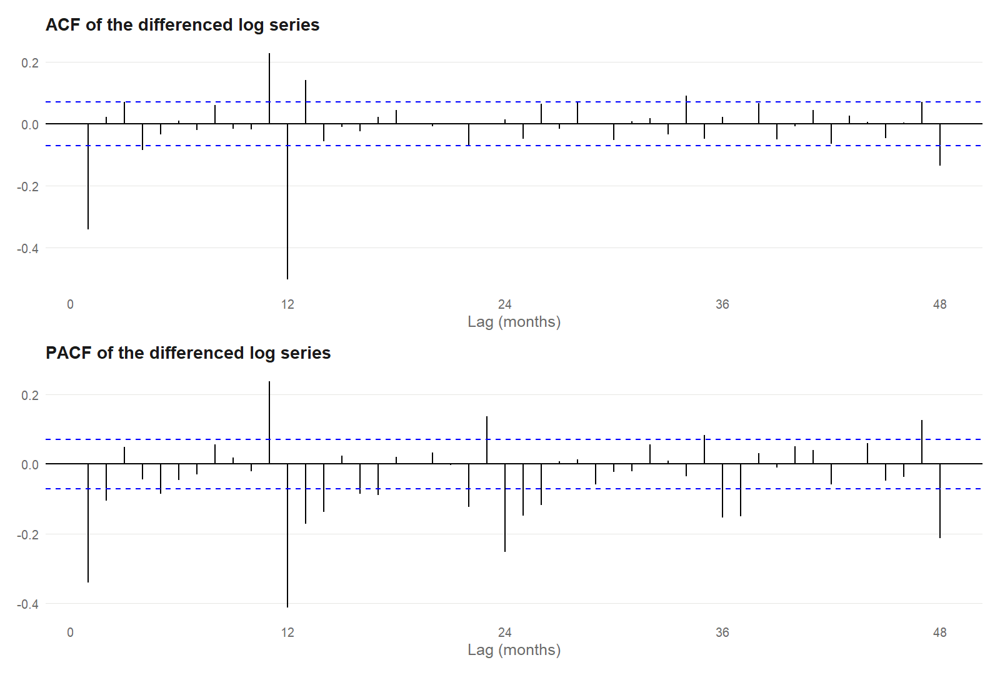 ACF of the differenced log series
0.2
0.0
-0.2
-0.4
0 12 24 36 48
Lag (months)
PACF of the differenced log series
0.2
0.0
-0.2
-0.4
0 12 24 36 48
Lag (months)